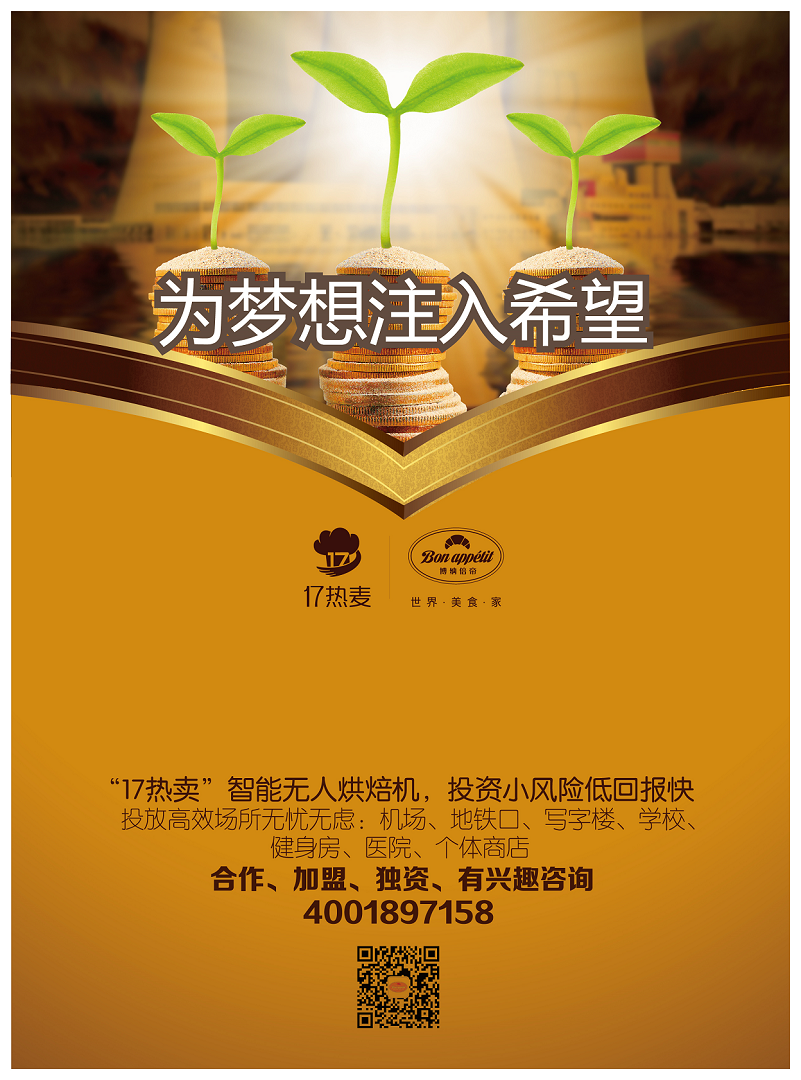 为梦想注入希望
17
17热麦
Bon appétit
博纳信帝
世界·美食·家
“17热卖”智能无人烘焙机，投资小风险低回报快
投放高效场所无忧无虑：机场、地铁口、写字楼、学校、
健身房、医院、个体商店
合作、加盟、独资、有兴趣咨询
4001897158